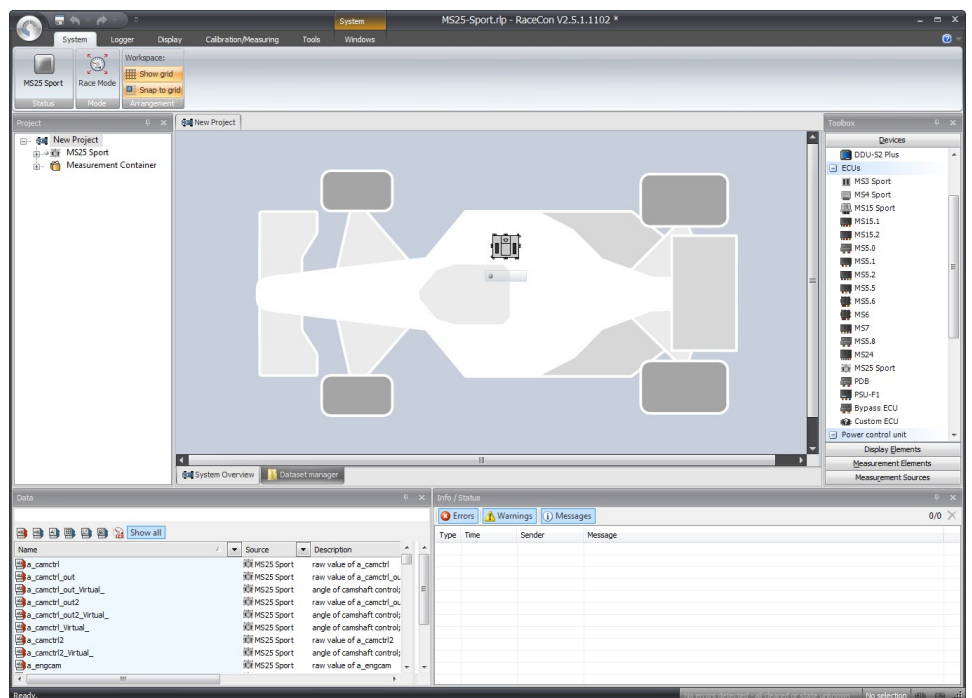 System
MS25-Sport.rlp - RaceCon V2.5.1.1102 *
System Logger Display Calibration/Measuring Tools Windows
MS25 Sport
Status
Race Mode
Mode
Workspace:
Show grid
Snap to grid
Arrangement
Project
New Project
MS25 Sport
Measurement Container
New Project
System Overview
Dataset manager
Toolbox
Devices
DDU-S2 Plus
ECUs
MS3 Sport
MS4 Sport
MS15 Sport
MS15.1
MS15.2
MS5.0
MS5.1
MS5.2
MS5.5
MS5.6
MS6
MS7
MS5.8
MS24
MS25 Sport
PDB
PSU-F1
Bypass ECU
Custom ECU
Power control unit
Display Elements
Measurement Elements
Measurement Sources
Data
Show all
Name Source Description
a_camctrl MS25 Sport raw value of a_camctrl
a_camctrl_out MS25 Sport raw value of a_camctrl_ou
a_camctrl_out_Virtual_ MS25 Sport angle of camshaft control;
a_camctrl_out2 MS25 Sport raw value of a_camctrl_ou
a_camctrl_out2_Virtual_ MS25 Sport angle of camshaft control;
a_camctrl_Virtual_ MS25 Sport angle of camshaft control;
a_camctrl2 MS25 Sport raw value of a_camctrl2
a_camctrl2_Virtual_ MS25 Sport angle of camshaft control;
a_engcam MS25 Sport raw value of a_engcam
Info / Status
Errors Warnings Messages 0/0
Type Time Sender Message
Ready.
No errors detected - all cleared or state unknown No selection